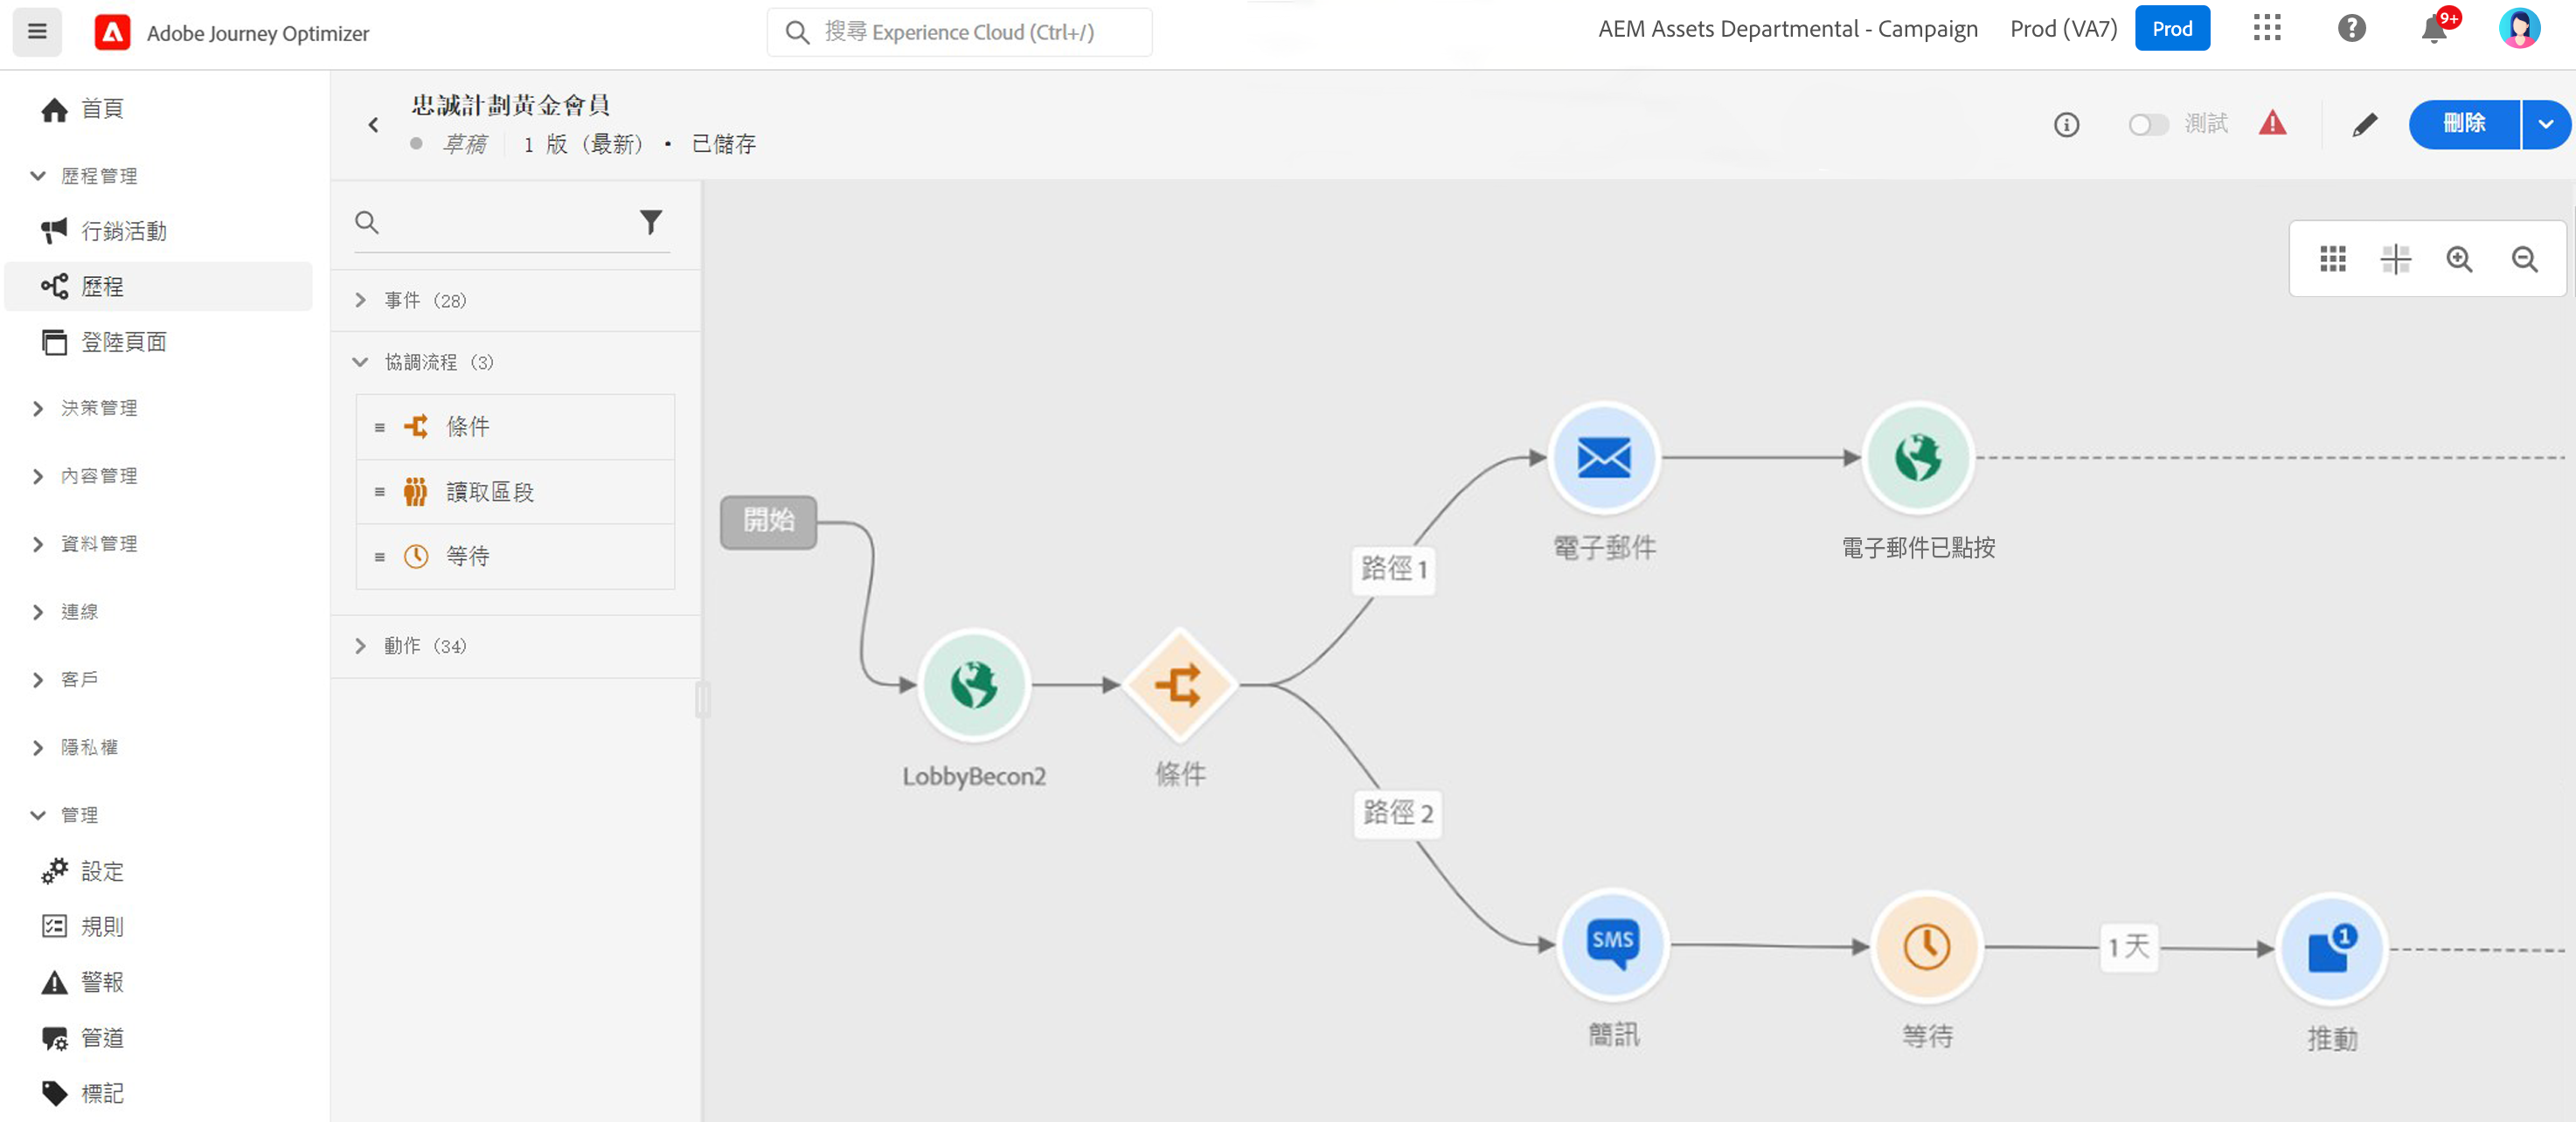 Adobe Journey Optimizer
搜尋 Experience Cloud (Ctrl+/)
AEM Assets Departmental - Campaign
Prod (VA7)
Prod
9+
首頁
歷程管理
行銷活動
歷程
登陸頁面
決策管理
內容管理
資料管理
連線
客戶
隱私權
管理
設定
規則
警報
管道
標記
忠誠計劃黃金會員
草稿
1 版 (最新) • 已儲存
測試
刪除
事件 (28)
協調流程 (3)
條件
讀取區段
等待
動作 (34)
開始
LobbyBecon2
條件
路徑 1
電子郵件
電子郵件已點按
路徑 2
SMS
簡訊
等待
1 天
1
推動